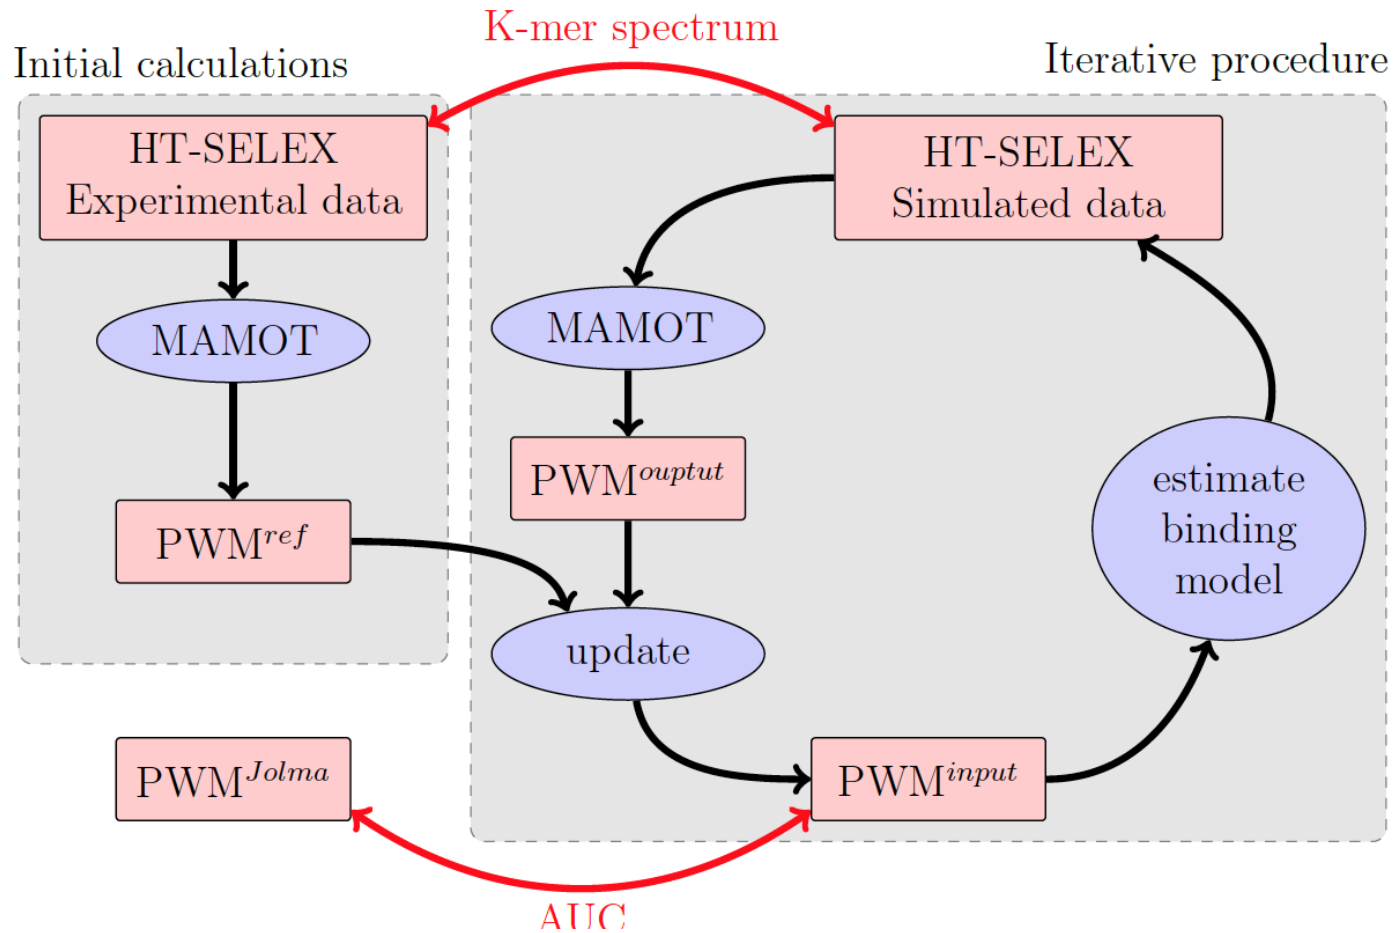 K-mer spectrum
Initial calculations
Iterative procedure
HT-SELEX
Experimental data
HT-SELEX
Simulated data
MAMOT
MAMOT
PWM^ouptut
estimate
binding
model
PWM^ref
update
PWM^Jolma
PWM^input
AUC